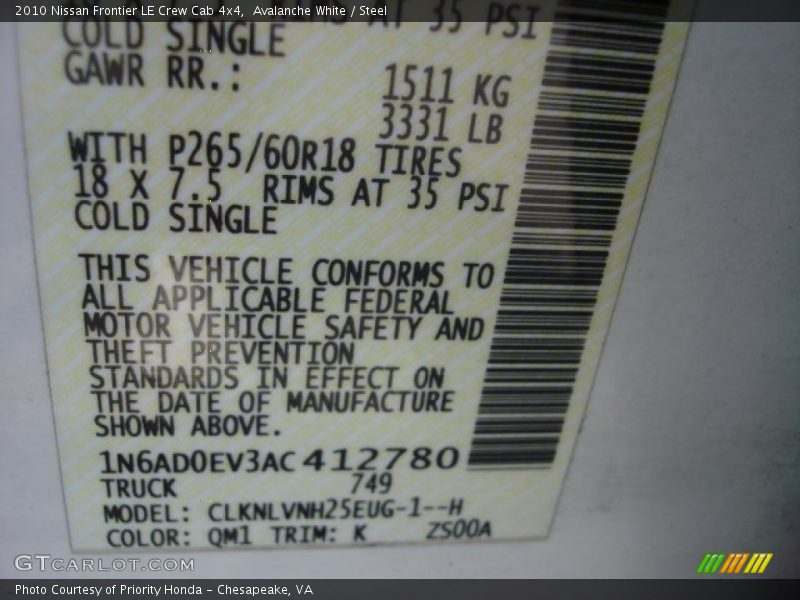 2010 Nissan Frontier LE Crew Cab 4x4,  Avalanche White / Steel
AT 35 PSI
COLD SINGLE
GAWR RR.:
1511 KG
3331 LB
WITH P265/60R18 TIRES
18 X 7.5 RIMS AT 35 PSI
COLD SINGLE
THIS VEHICLE CONFORMS TO
ALL APPLICABLE FEDERAL
MOTOR VEHICLE SAFETY AND
THEFT PREVENTION
STANDARDS IN EFFECT ON
THE DATE OF MANUFACTURE
SHOWN ABOVE.
1N6AD0EV3AC412780
TRUCK 749
MODEL: CLKNLVNH25EUG-1--H
COLOR: QM1 TRIM: K ZS00A
GTCARLOT.COM
Photo Courtesy of Priority Honda - Chesapeake, VA